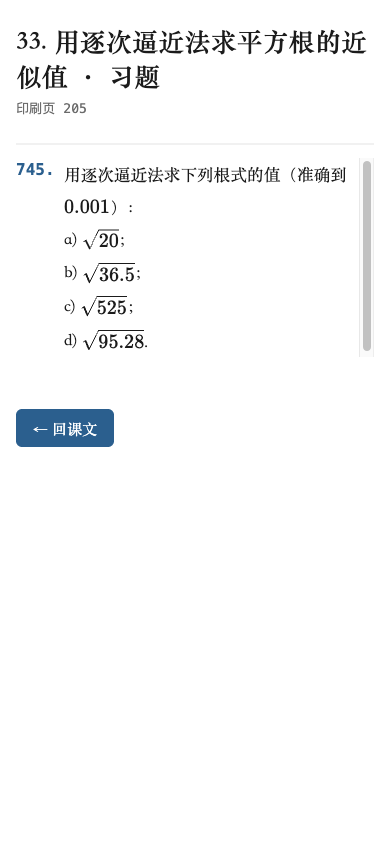 33. 用逐次逼近法求平方根的近
似值 · 习题
印刷页 205
745. 用逐次逼近法求下列根式的值（准确到
0.001）:
a) √20;
b) √36.5;
c) √525;
d) √95.28.
← 回课文